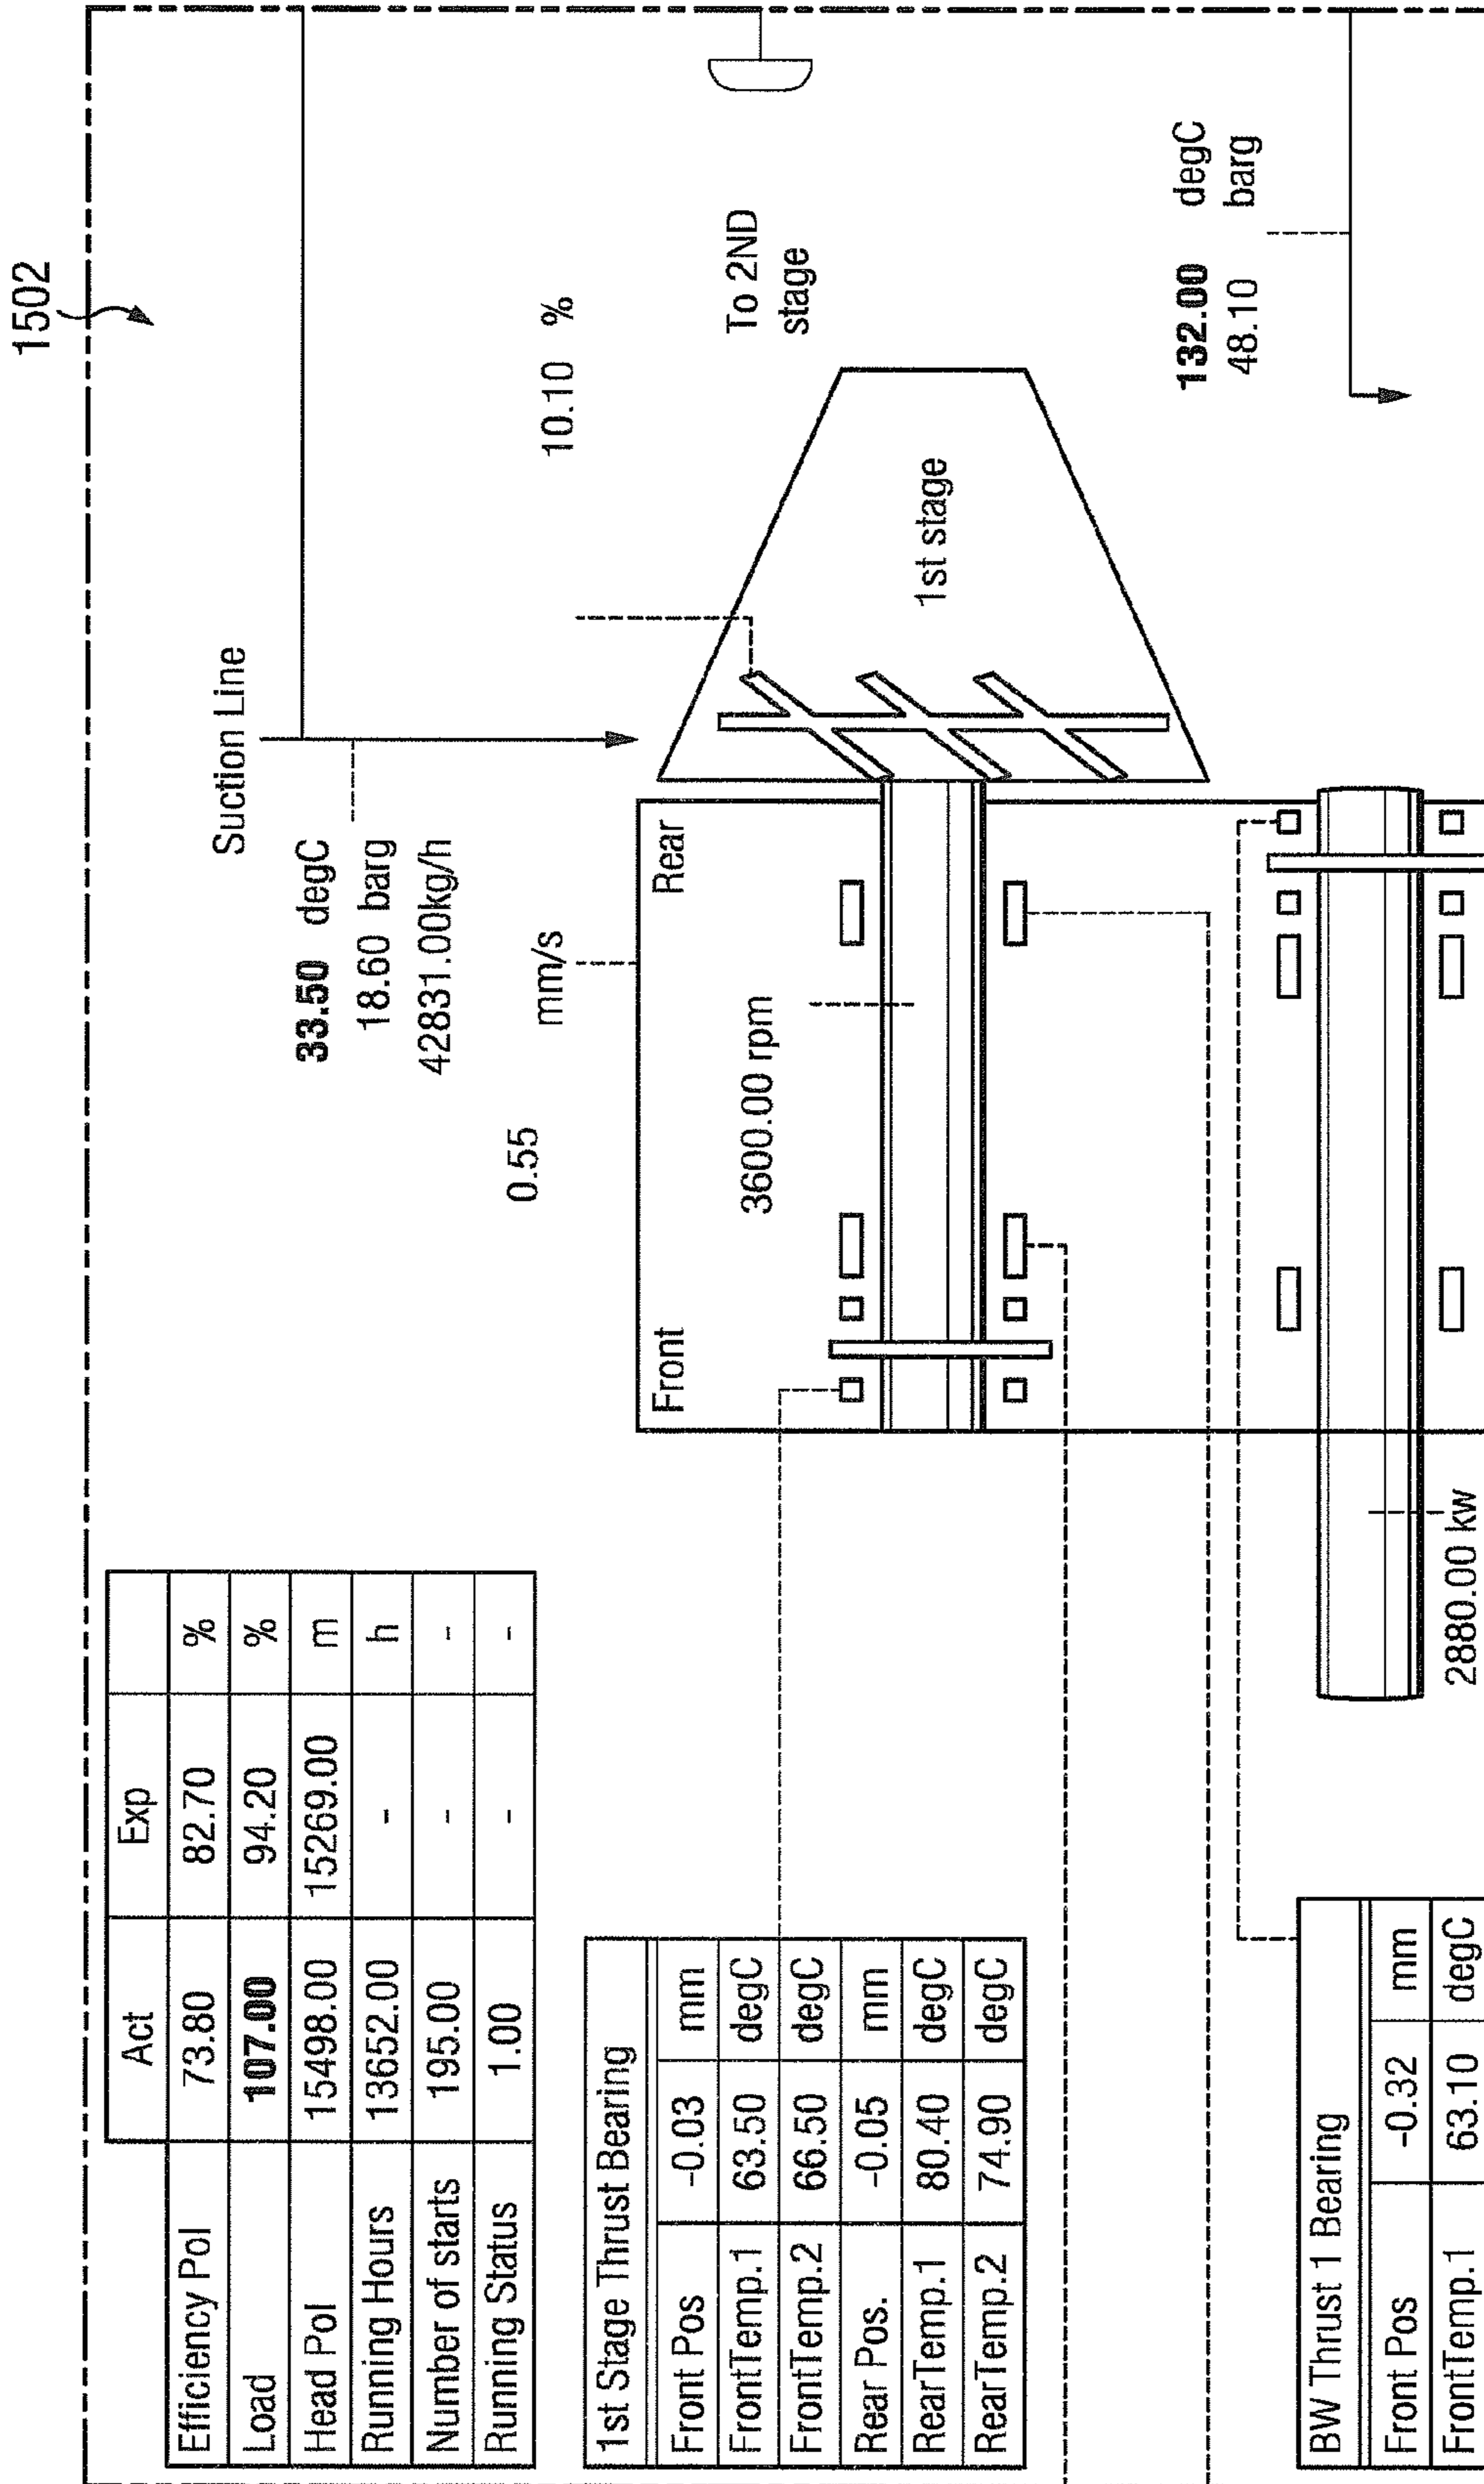 1502
Act Exp
Efficiency Pol 73.80 82.70 %
Load 107.00 94.20 %
Head Pol 15498.00 15269.00 m
Running Hours 13652.00 - h
Number of starts 195.00 - -
Running Status 1.00 - -
Suction Line
33.50 degC
18.60 barg
42831.00kg/h
0.55 mm/s
10.10 %
1st Stage Thrust Bearing
Front Pos -0.03 mm
FrontTemp.1 63.50 degC
FrontTemp.2 66.50 degC
Rear Pos. -0.05 mm
RearTemp.1 80.40 degC
RearTemp.2 74.90 degC
Front
Rear
3600.00 rpm
1st stage
To 2ND
stage
132.00 degC
48.10 barg
BW Thrust 1 Bearing
Front Pos -0.32 mm
FrontTemp.1 63.10 degC
2880.00 kw